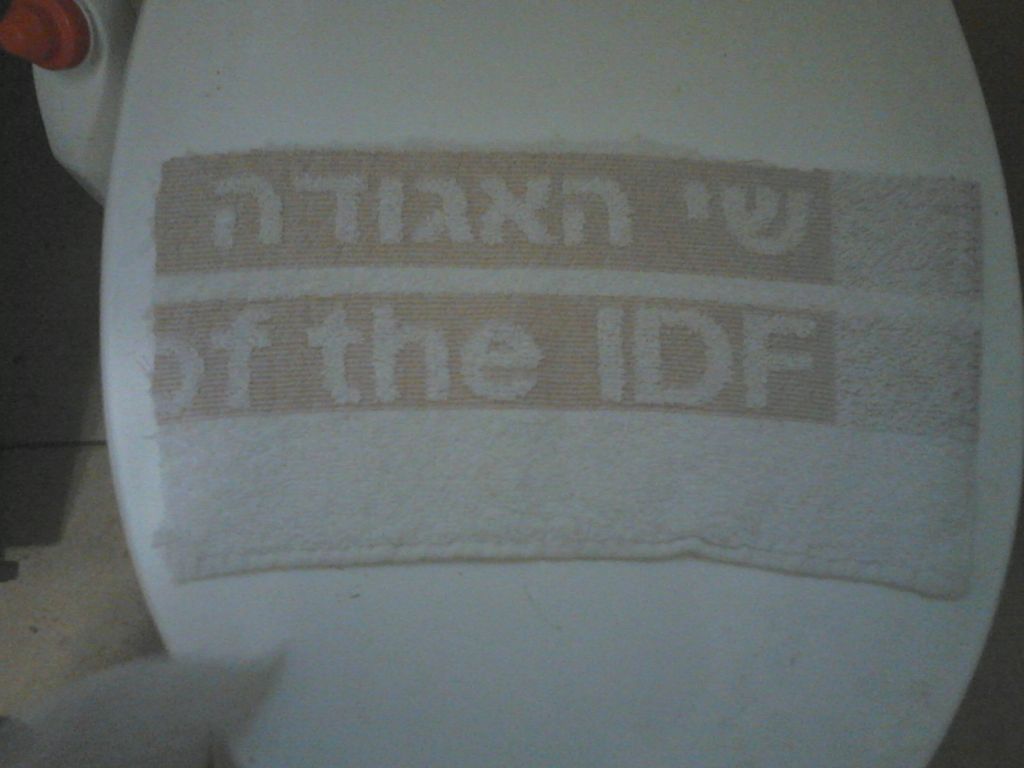 שי האגודה
of the IDF